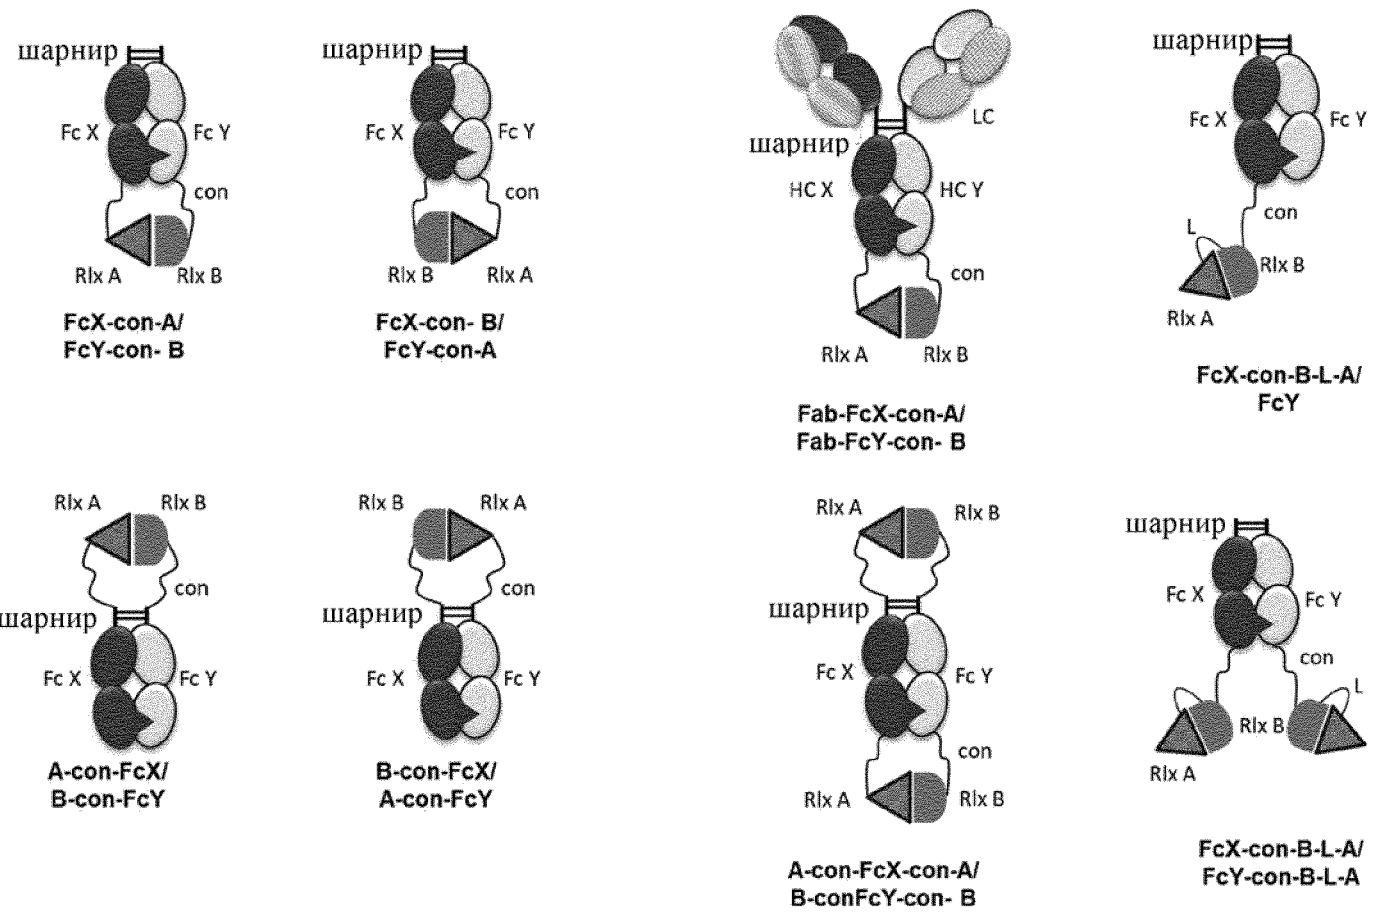 шарнир
Fc X
Fc Y
con
Rlx A
Rlx B
FcX-con-A/
FcY-con- B
шарнир
Fc X
Fc Y
con
Rlx B
Rlx A
FcX-con- B/
FcY-con-A
LC
шарнир
HC X
HC Y
con
Rlx A
Rlx B
Fab-FcX-con-A/
Fab-FcY-con- B
шарнир
Fc X
Fc Y
con
L
Rlx B
Rlx A
FcX-con-B-L-A/
FcY
Rlx A
Rlx B
con
шарнир
Fc X
Fc Y
A-con-FcX/
B-con-FcY
Rlx B
Rlx A
con
шарнир
Fc X
Fc Y
B-con-FcX/
A-con-FcY
Rlx A
Rlx B
шарнир
Fc X
Fc Y
con
Rlx A
Rlx B
A-con-FcX-con-A/
B-conFcY-con- B
шарнир
Fc X
Fc Y
con
L
Rlx B
Rlx A
FcX-con-B-L-A/
FcY-con-B-L-A